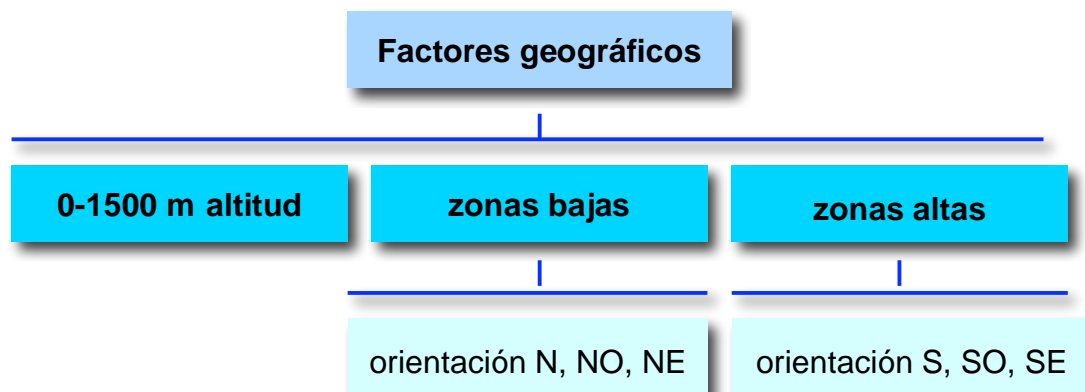 Factores geográficos
0-1500 m altitud
zonas bajas
zonas altas
orientación N, NO, NE
orientación S, SO, SE